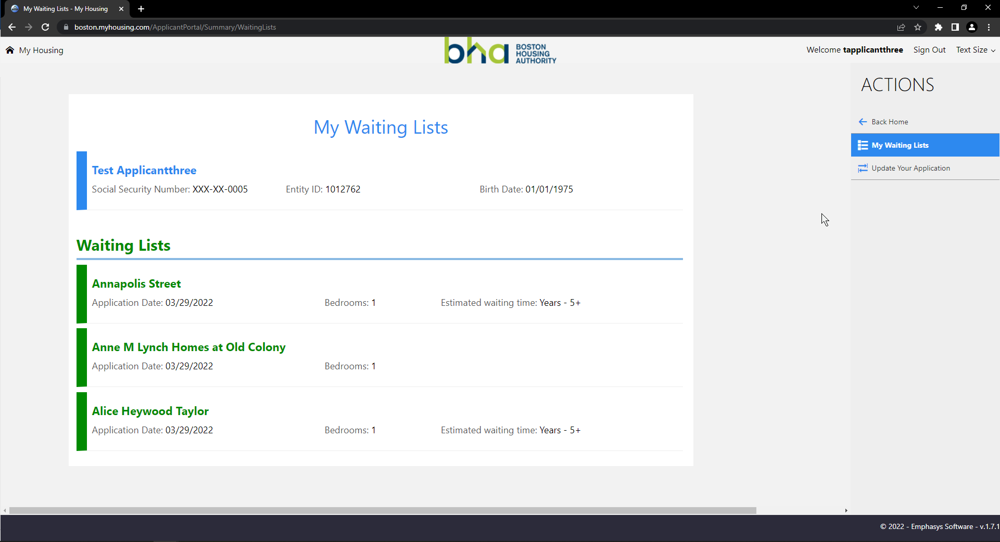 My Waiting Lists - My Housing
boston.myhousing.com/ApplicantPortal/Summary/WaitingLists
My Housing
bha BOSTON
HOUSING
AUTHORITY
Welcome tapplicantthree Sign Out Text Size
ACTIONS
Back Home
My Waiting Lists
Update Your Application
My Waiting Lists
Test Applicantthree
Social Security Number: XXX-XX-0005 Entity ID: 1012762 Birth Date: 01/01/1975
Waiting Lists
Annapolis Street
Application Date: 03/29/2022 Bedrooms: 1 Estimated waiting time: Years - 5+
Anne M Lynch Homes at Old Colony
Application Date: 03/29/2022 Bedrooms: 1
Alice Heywood Taylor
Application Date: 03/29/2022 Bedrooms: 1 Estimated waiting time: Years - 5+
© 2022 - Emphasys Software - v.1.7.1